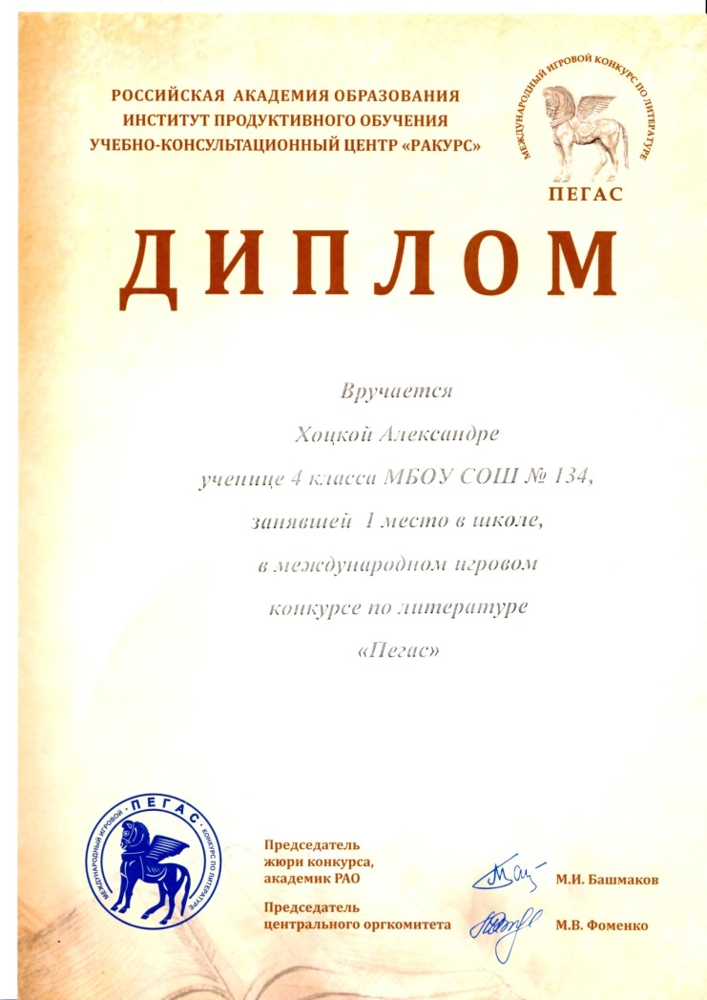 РОССИЙСКАЯ АКАДЕМИЯ ОБРАЗОВАНИЯ
ИНСТИТУТ ПРОДУКТИВНОГО ОБУЧЕНИЯ
УЧЕБНО-КОНСУЛЬТАЦИОННЫЙ ЦЕНТР «РАКУРС»
МЕЖДУНАРОДНЫЙ ИГРОВОЙ КОНКУРС ПО ЛИТЕРАТУРЕ
ПЕГАС
ДИПЛОМ
Вручается
Хоцкой Александре
ученице 4 класса МБОУ СОШ № 134,
занявшей 1 место в школе,
в международном игровом
конкурсе по литературе
«Пегас»
МЕЖДУНАРОДНЫЙ ИГРОВОЙ · ПЕГАС · КОНКУРС ПО ЛИТЕРАТУРЕ
Председатель
жюри конкурса,
академик РАО
М.И. Башмаков
Председатель
центрального оргкомитета
М.В. Фоменко